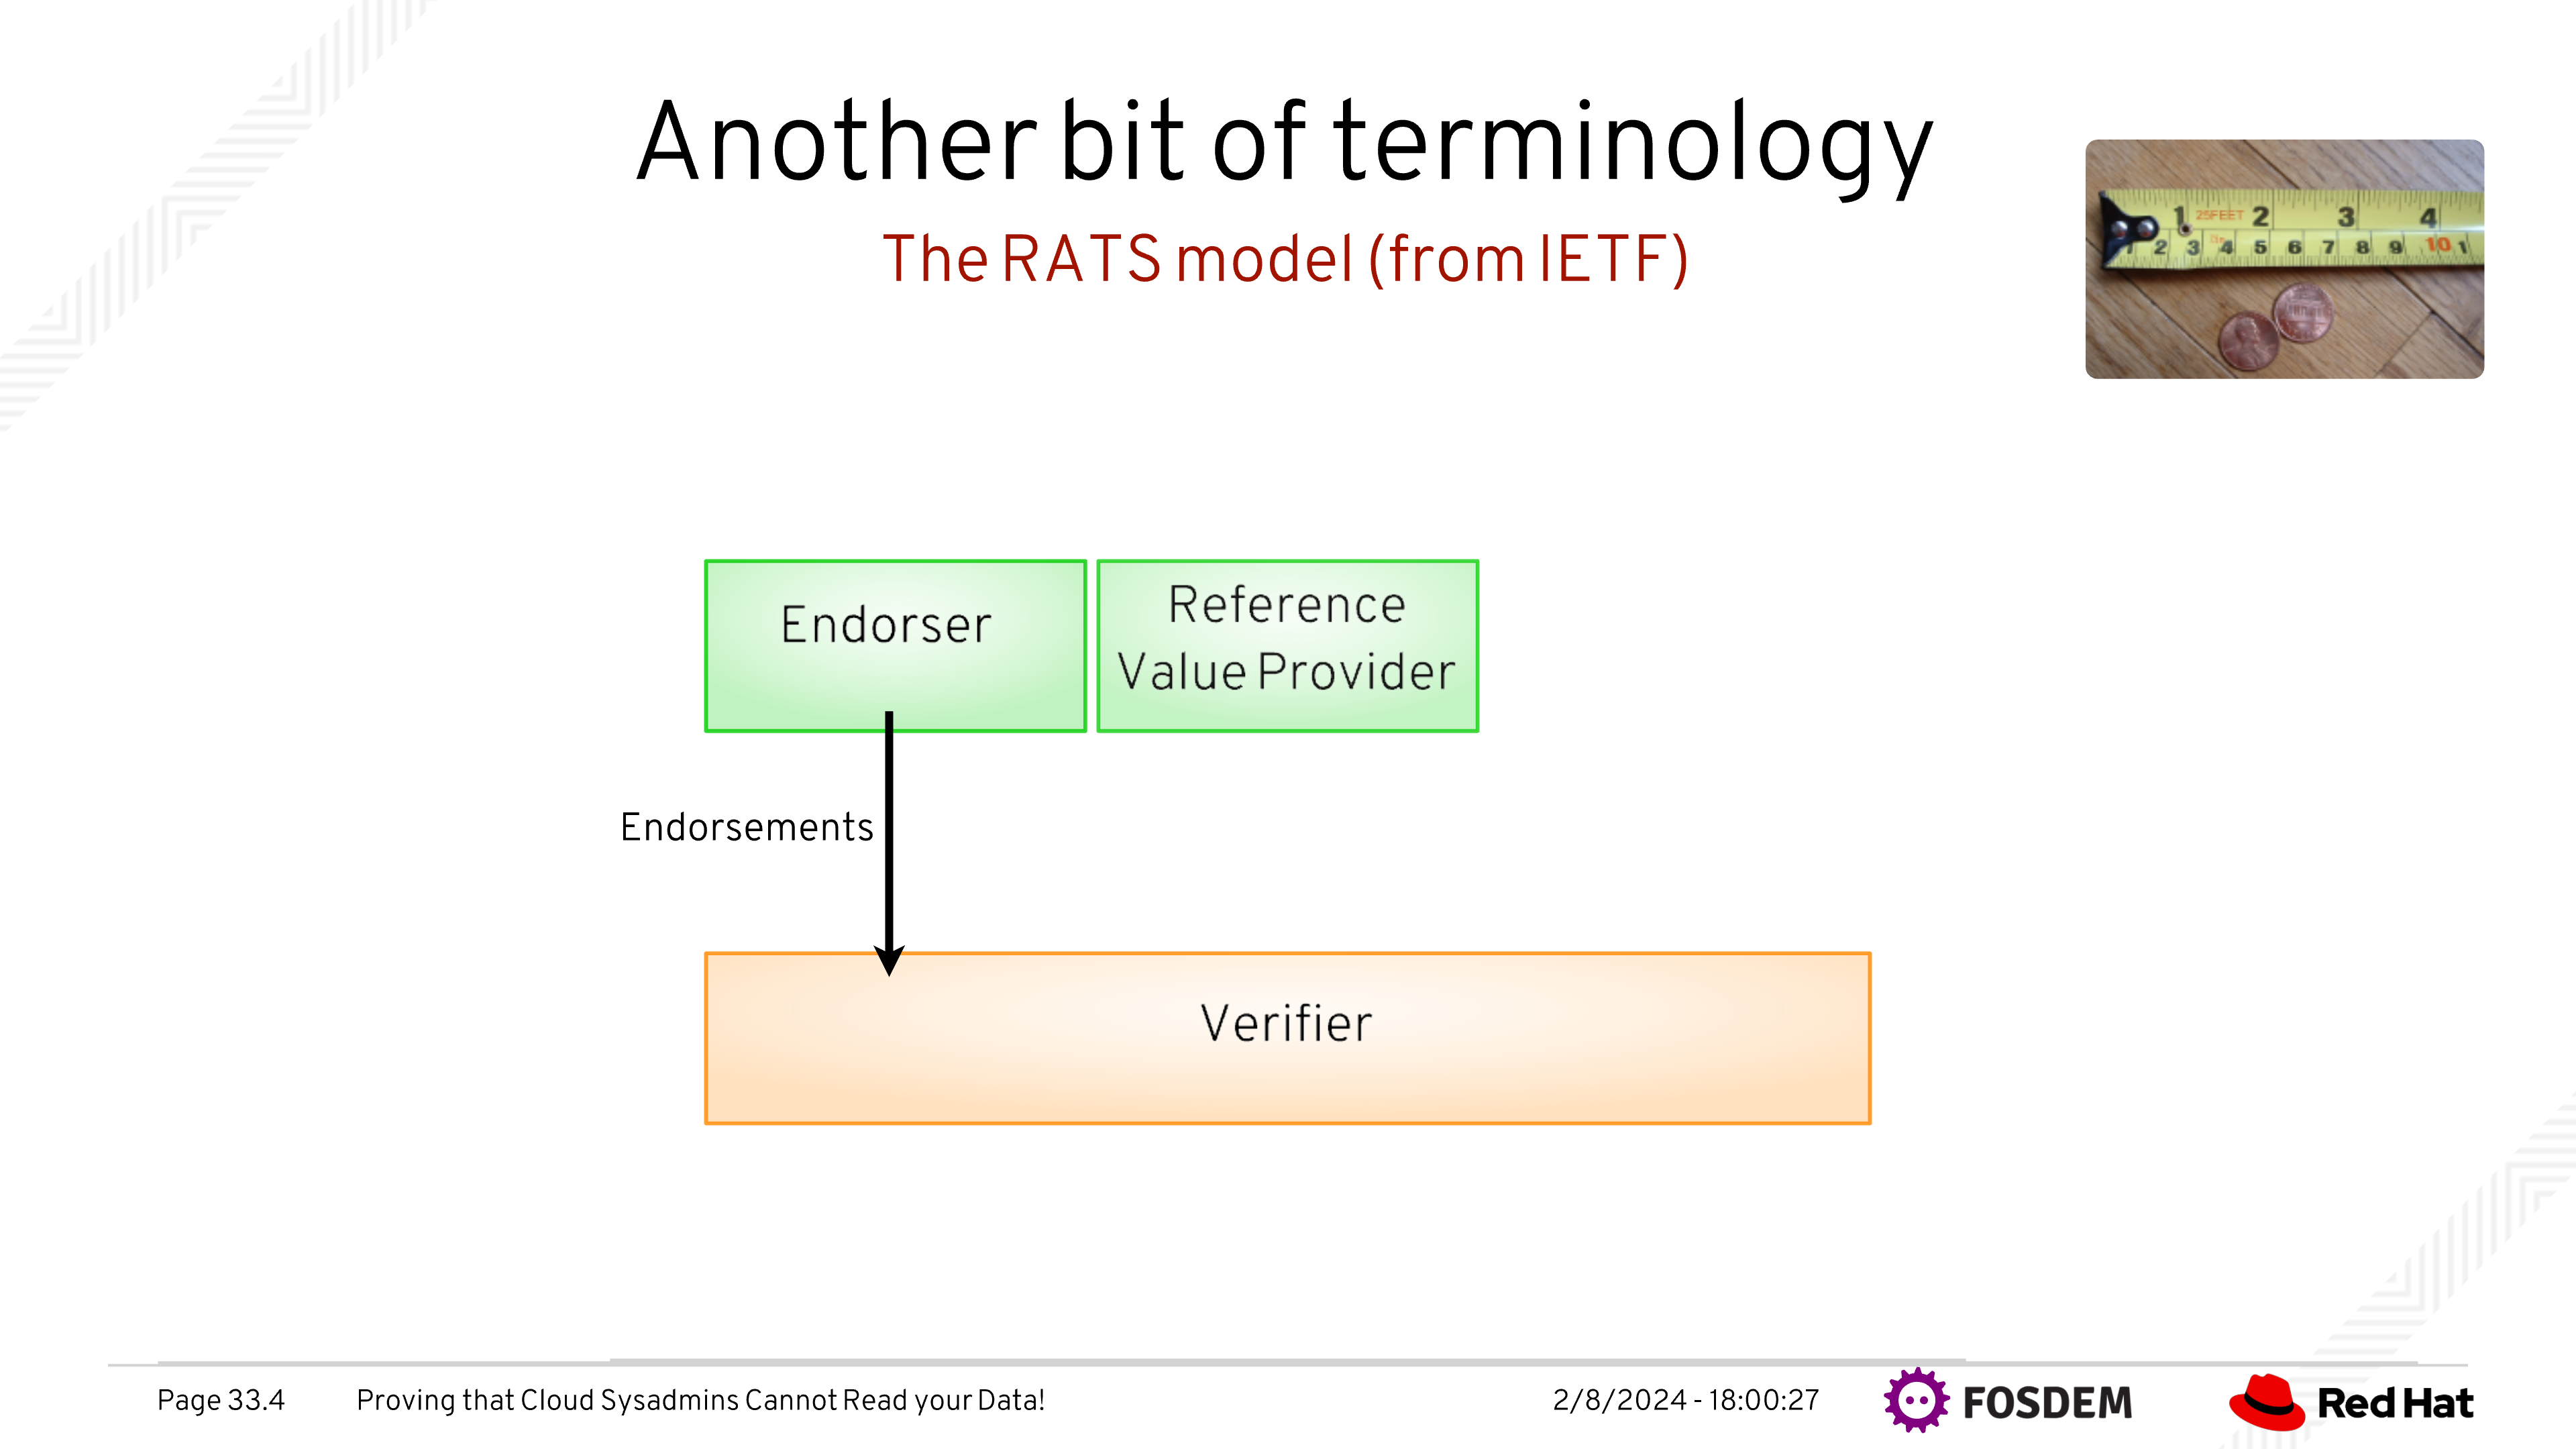 Another bit of terminology
The RATS model (from IETF)
1 25FEET 2 3 4
1 2 3 4 5 6 7 8 9 10 1
Endorser
Reference
Value Provider
Endorsements
Verifier
Page 33.4
Proving that Cloud Sysadmins Cannot Read your Data!
2/8/2024 - 18:00:27
FOSDEM
Red Hat